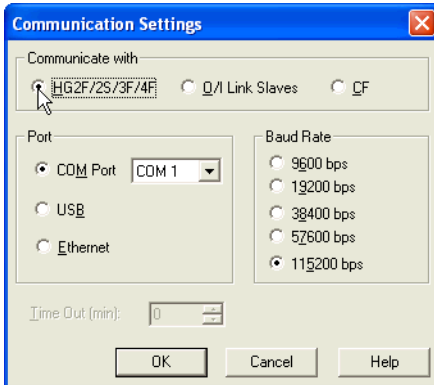 Communication Settings
Communicate with
HG2F/2S/3F/4F O/I Link Slaves CF
Port
COM Port COM 1
USB
Ethernet
Baud Rate
9600 bps
19200 bps
38400 bps
57600 bps
115200 bps
Time Out (min): 0
OK Cancel Help